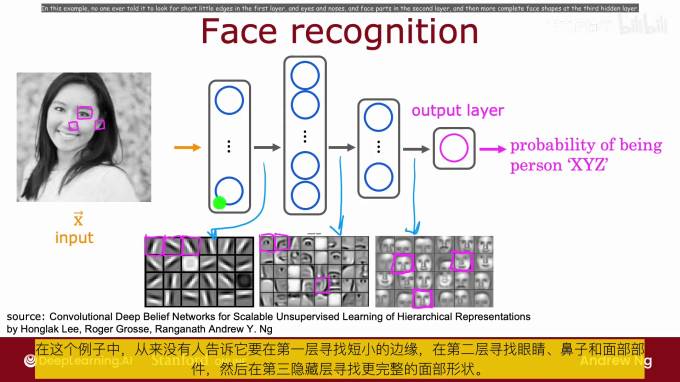 In this example, no one ever told it to look for short little edges in the first layer, and eyes and noses, and face parts in the second layer, and then more complete face shapes at the third hidden layer.
bilibili
Face recognition
output layer
probability of being
person ‘XYZ’
x
input
source: Convolutional Deep Belief Networks for Scalable Unsupervised Learning of Hierarchical Representations
by Honglak Lee, Roger Grosse, Ranganath Andrew Y. Ng
在这个例子中，从来没有人告诉它要在第一层寻找短小的边缘，在第二层寻找眼睛、鼻子和面部部
件，然后在第三隐藏层寻找更完整的面部形状。
DeepLearning.AI
Stanford
Andrew Ng